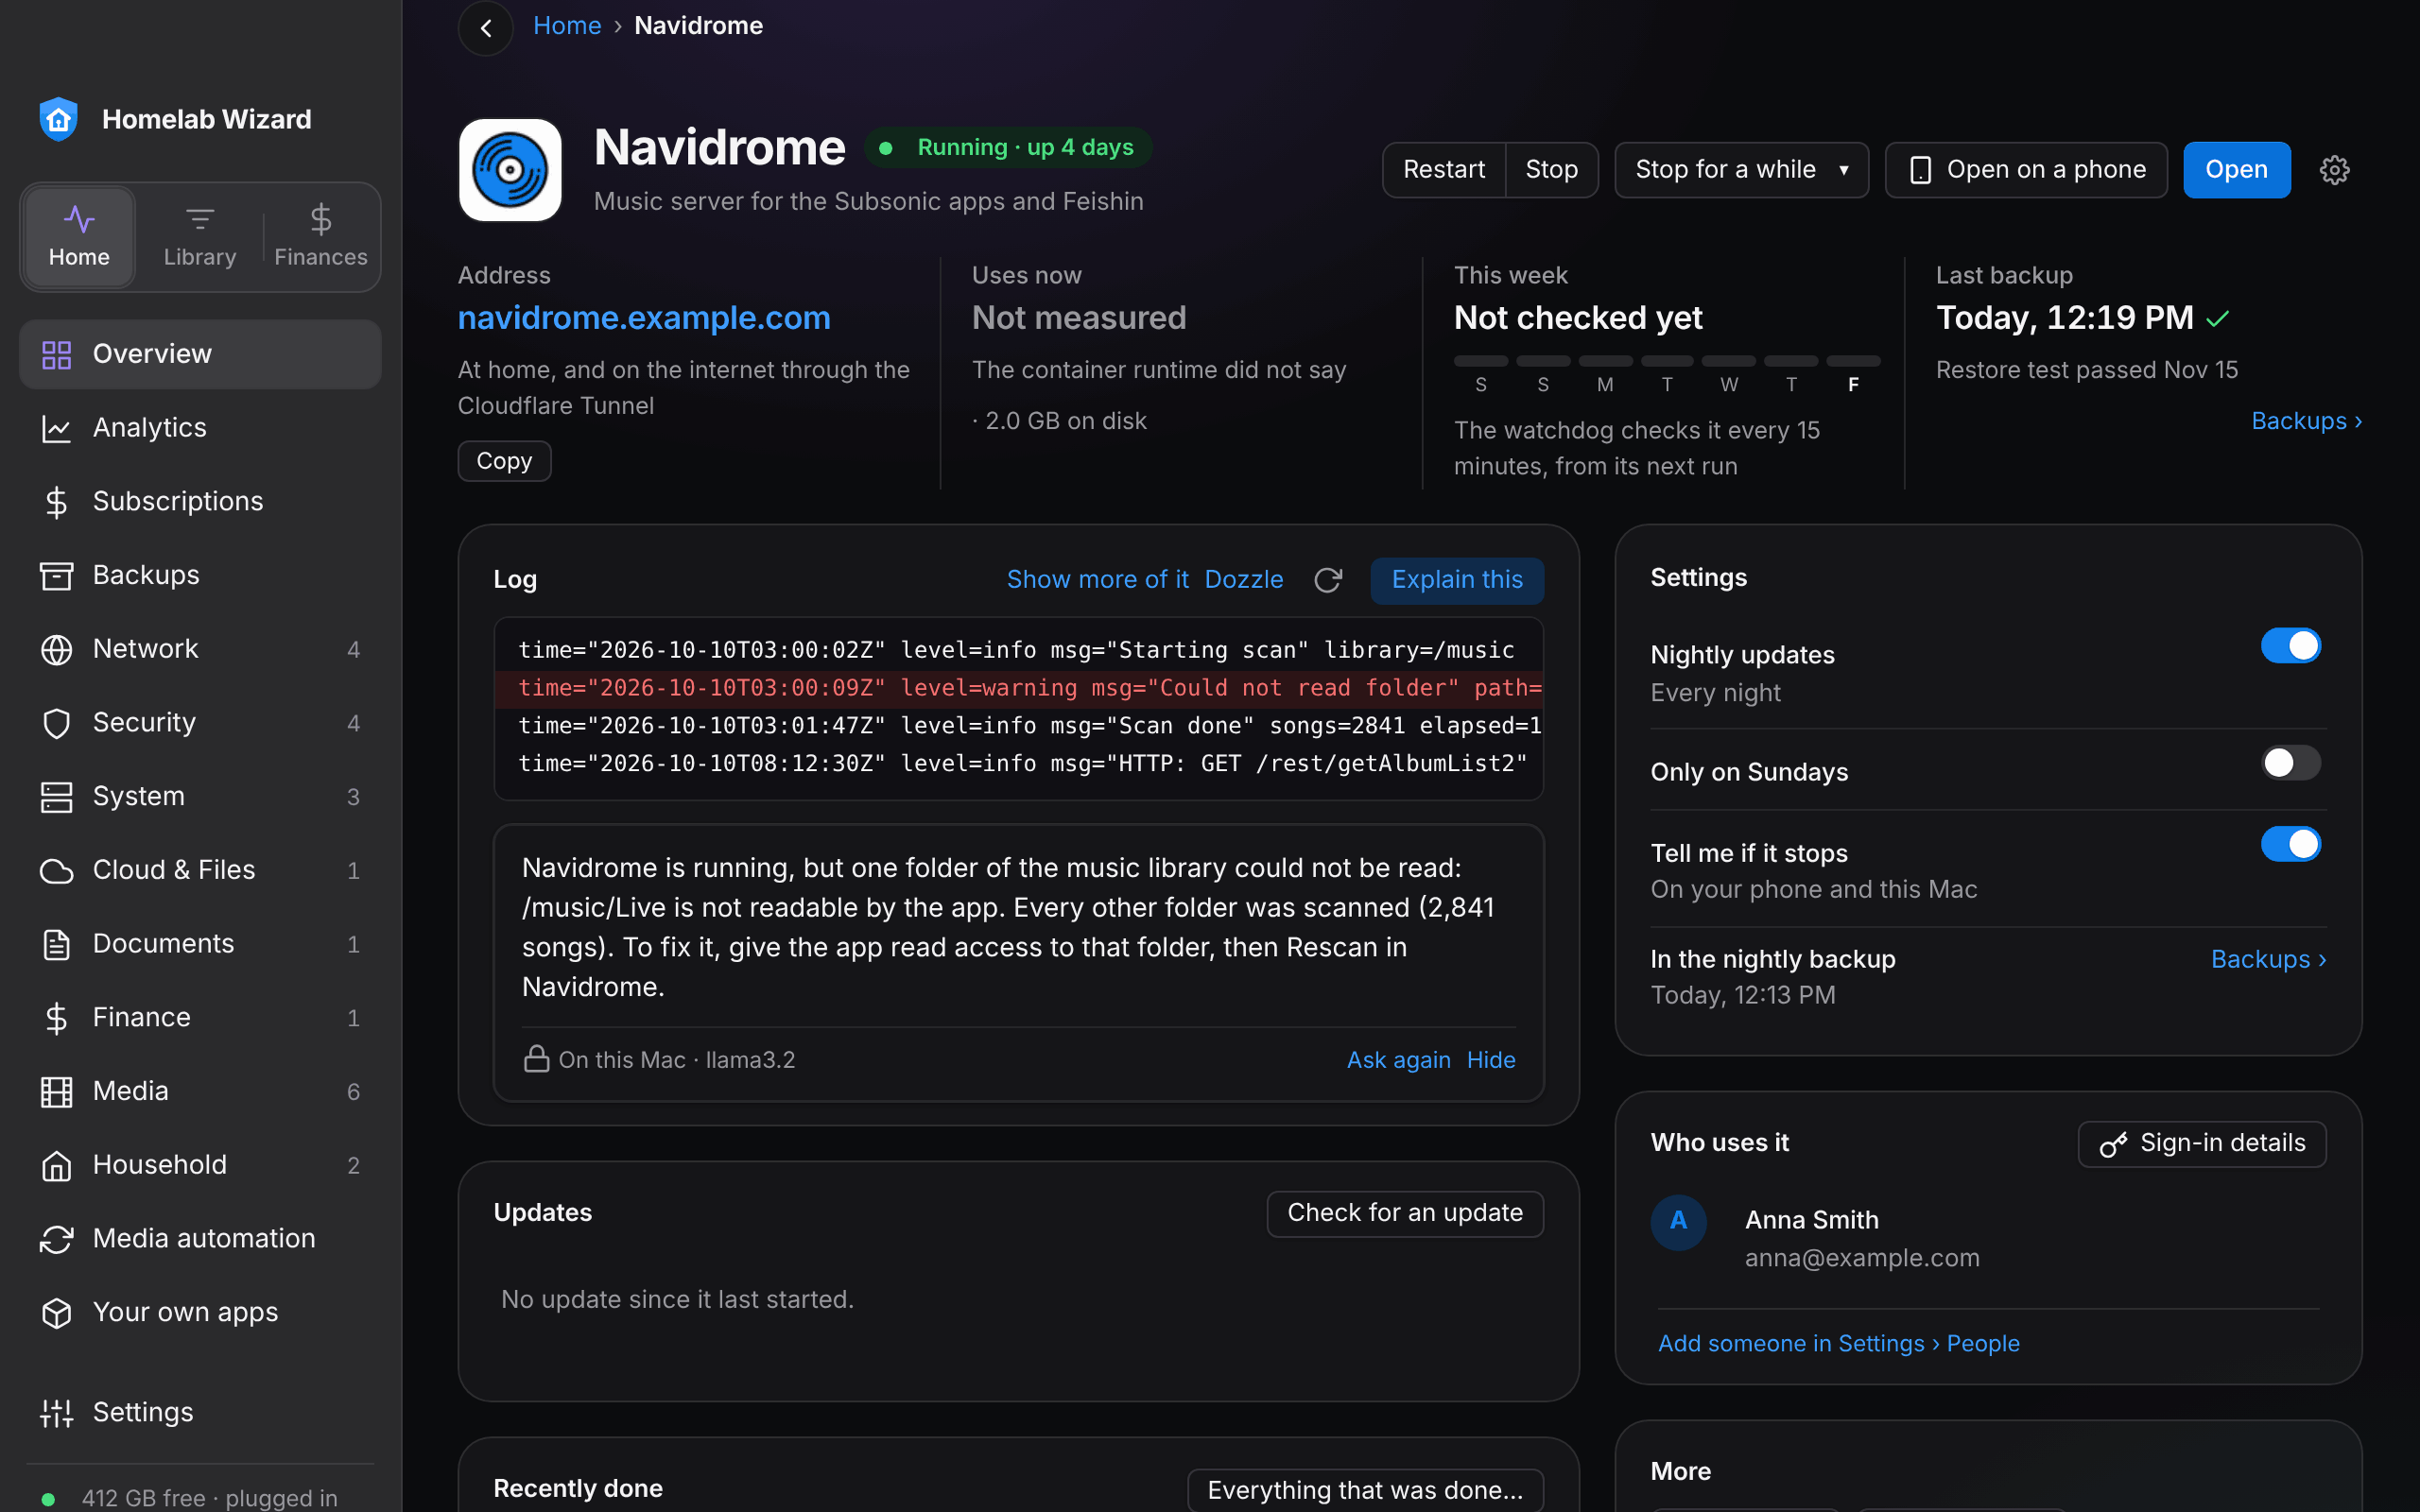 Home › Navidrome
Homelab Wizard
Home
Library
Finances
Overview
Analytics
Subscriptions
Backups
Network 4
Security 4
System 3
Cloud & Files 1
Documents 1
Finance 1
Media 6
Household 2
Media automation
Your own apps
Settings
412 GB free · plugged in
Navidrome
Running · up 4 days
Music server for the Subsonic apps and Feishin
Restart
Stop
Stop for a while ▾
Open on a phone
Open
Address
navidrome.example.com
At home, and on the internet through the
Cloudflare Tunnel
Copy
Uses now
Not measured
The container runtime did not say
· 2.0 GB on disk
This week
Not checked yet
S S M T W T F
The watchdog checks it every 15
minutes, from its next run
Last backup
Today, 12:19 PM ✓
Restore test passed Nov 15
Backups ›
Log
Show more of it
Dozzle
Explain this
time="2026-10-10T03:00:02Z" level=info msg="Starting scan" library=/music
time="2026-10-10T03:00:09Z" level=warning msg="Could not read folder" path=
time="2026-10-10T03:01:47Z" level=info msg="Scan done" songs=2841 elapsed=1
time="2026-10-10T08:12:30Z" level=info msg="HTTP: GET /rest/getAlbumList2"
Navidrome is running, but one folder of the music library could not be read:
/music/Live is not readable by the app. Every other folder was scanned (2,841
songs). To fix it, give the app read access to that folder, then Rescan in
Navidrome.
On this Mac · llama3.2
Ask again
Hide
Updates
Check for an update
No update since it last started.
Recently done
Everything that was done...
Settings
Nightly updates
Every night
Only on Sundays
Tell me if it stops
On your phone and this Mac
In the nightly backup
Backups ›
Today, 12:13 PM
Who uses it
Sign-in details
A
Anna Smith
anna@example.com
Add someone in Settings › People
More